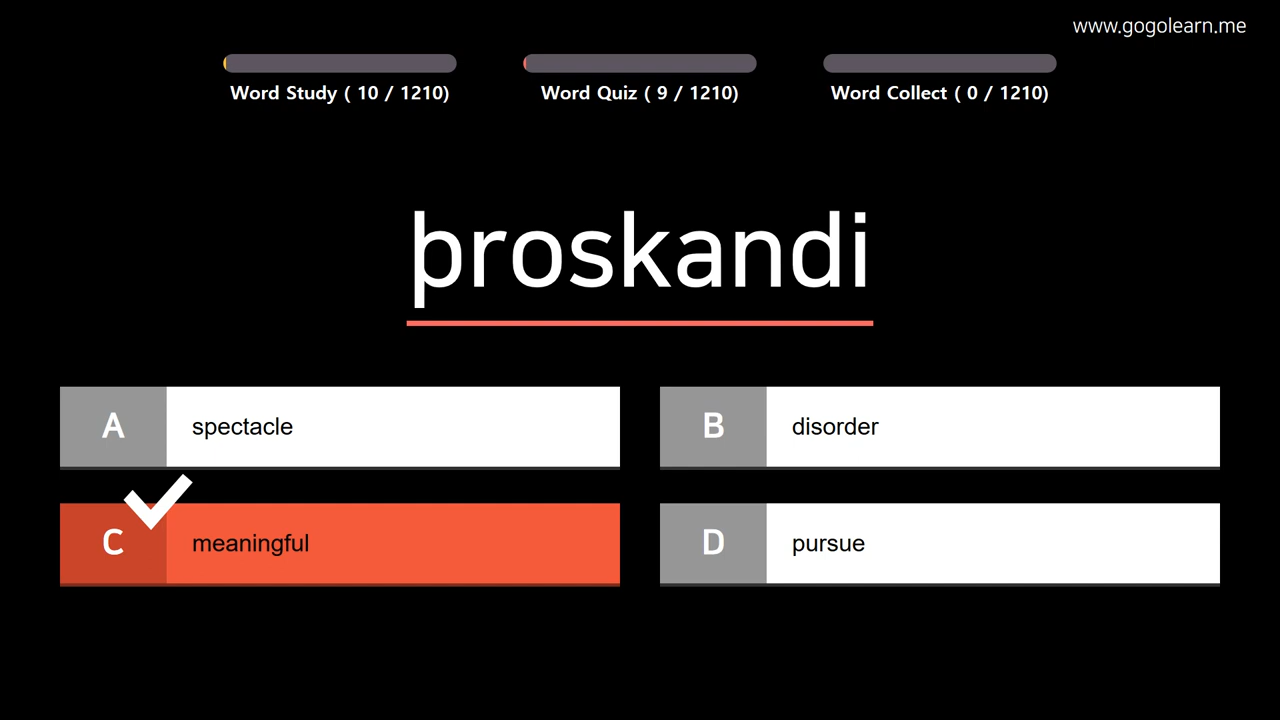 www.gogolearn.me
Word Study ( 10 / 1210)
Word Quiz ( 9 / 1210)
Word Collect ( 0 / 1210)
þroskandi
A spectacle
B disorder
C meaningful
D pursue